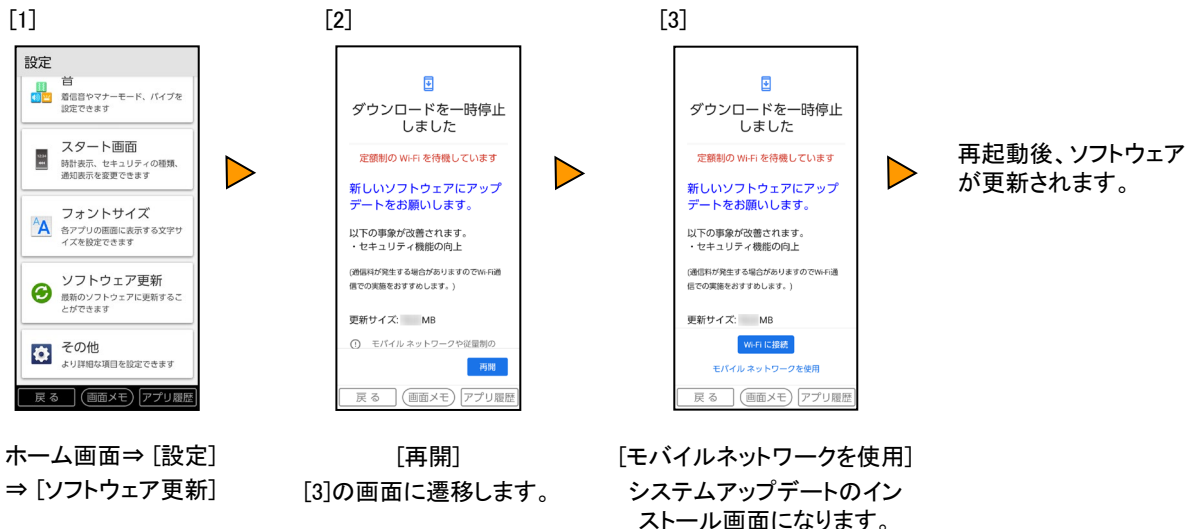 [1]
設定
音
着信音やマナーモード、バイブを
設定できます
スタート画面
時計表示、セキュリティの種類、
通知表示を変更できます
フォントサイズ
各アプリの画面に表示する文字サ
イズを設定できます
ソフトウェア更新
最新のソフトウェアに更新するこ
とができます
その他
より詳細な項目を設定できます
戻る
画面メモ
アプリ履歴
ホーム画面⇒ [設定]
⇒ [ソフトウェア更新]
[2]
ダウンロードを一時停止
しました
定額制の Wi-Fi を待機しています
新しいソフトウェアにアップ
デートをお願いします。
以下の事象が改善されます。
・セキュリティ機能の向上
(通信料が発生する場合がありますのでWi-Fi通
信での実施をおすすめします。)
更新サイズ: MB
モバイル ネットワークや従量制の
再開
戻る
画面メモ
アプリ履歴
[再開]
[3]の画面に遷移します。
[3]
ダウンロードを一時停止
しました
定額制の Wi-Fi を待機しています
新しいソフトウェアにアップ
デートをお願いします。
以下の事象が改善されます。
・セキュリティ機能の向上
(通信料が発生する場合がありますのでWi-Fi通
信での実施をおすすめします。)
更新サイズ: MB
Wi-Fi に接続
モバイル ネットワークを使用
戻る
画面メモ
アプリ履歴
[モバイルネットワークを使用]
システムアップデートのイン
ストール画面になります。
再起動後、ソフトウェア
が更新されます。